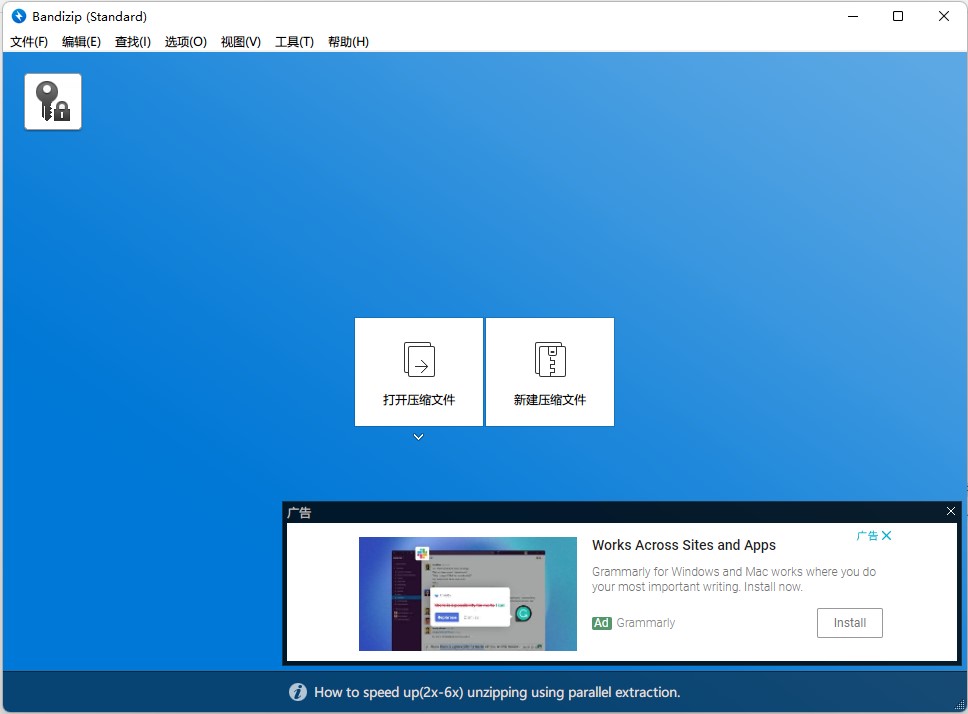 Bandizip (Standard)
文件(F) 编辑(E) 查找(I) 选项(O) 视图(V) 工具(T) 帮助(H)
打开压缩文件 新建压缩文件
广告
广告
Works Across Sites and Apps
Grammarly for Windows and Mac works where you do
your most important writing. Install now.
Ad Grammarly
Install
How to speed up(2x-6x) unzipping using parallel extraction.